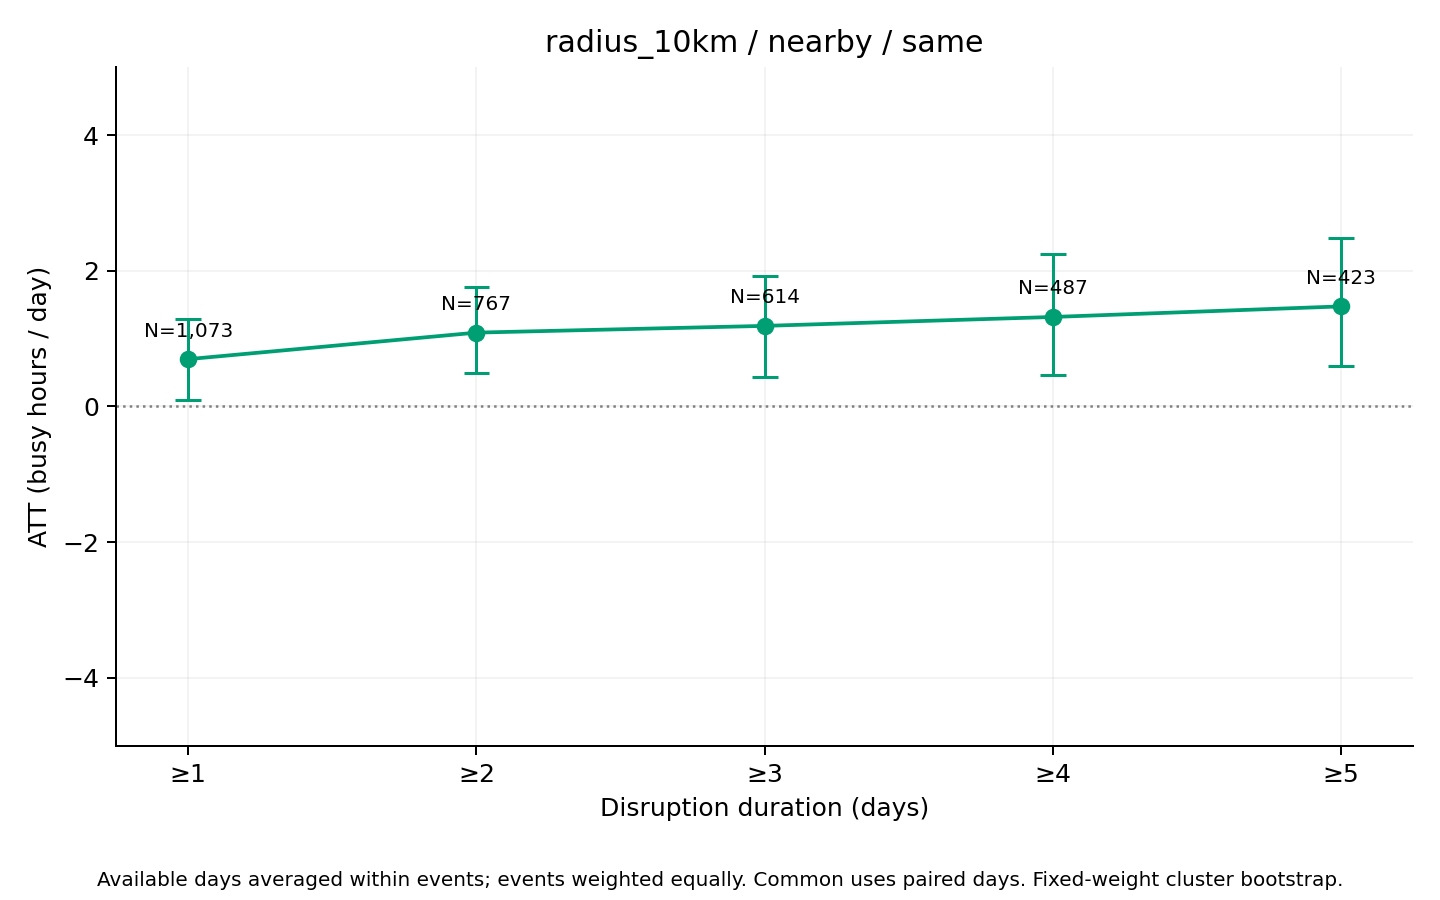 radius_10km / nearby / same
ATT (busy hours / day)
4
2
0
−2
−4
N=1,073
N=767
N=614
N=487
N=423
≥1
≥2
≥3
≥4
≥5
Disruption duration (days)
Available days averaged within events; events weighted equally. Common uses paired days. Fixed-weight cluster bootstrap.